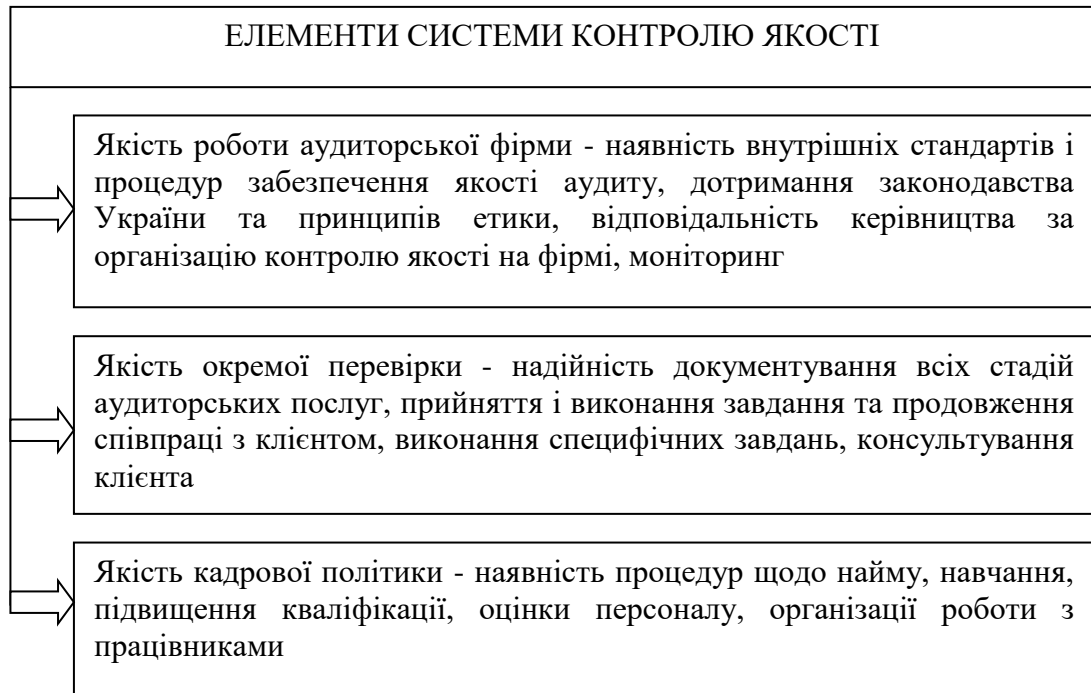 ЕЛЕМЕНТИ СИСТЕМИ КОНТРОЛЮ ЯКОСТІ
Якість роботи аудиторської фірми - наявність внутрішніх стандартів і
процедур забезпечення якості аудиту, дотримання законодавства
України та принципів етики, відповідальність керівництва за
організацію контролю якості на фірмі, моніторинг
Якість окремої перевірки - надійність документування всіх стадій
аудиторських послуг, прийняття і виконання завдання та продовження
співпраці з клієнтом, виконання специфічних завдань, консультування
клієнта
Якість кадрової політики - наявність процедур щодо найму, навчання,
підвищення кваліфікації, оцінки персоналу, організації роботи з
працівниками